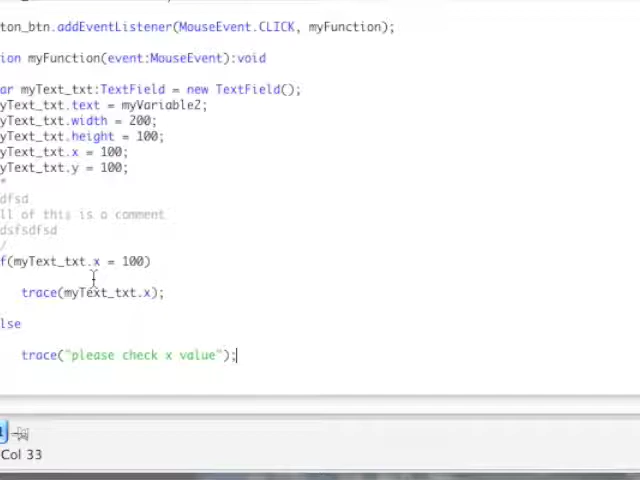 ton_btn.addEventListener(MouseEvent.CLICK, myFunction);
ion myFunction(event:MouseEvent):void
ar myText_txt:TextField = new TextField();
yText_txt.text = myVariable2;
yText_txt.width = 200;
yText_txt.height = 100;
yText_txt.x = 100;
yText_txt.y = 100;
*
dfsd
ll of this is a comment
dsfsdfsd
/
f(myText_txt.x = 100)
trace(myText_txt.x);
lse
trace("please check x value");
Col 33